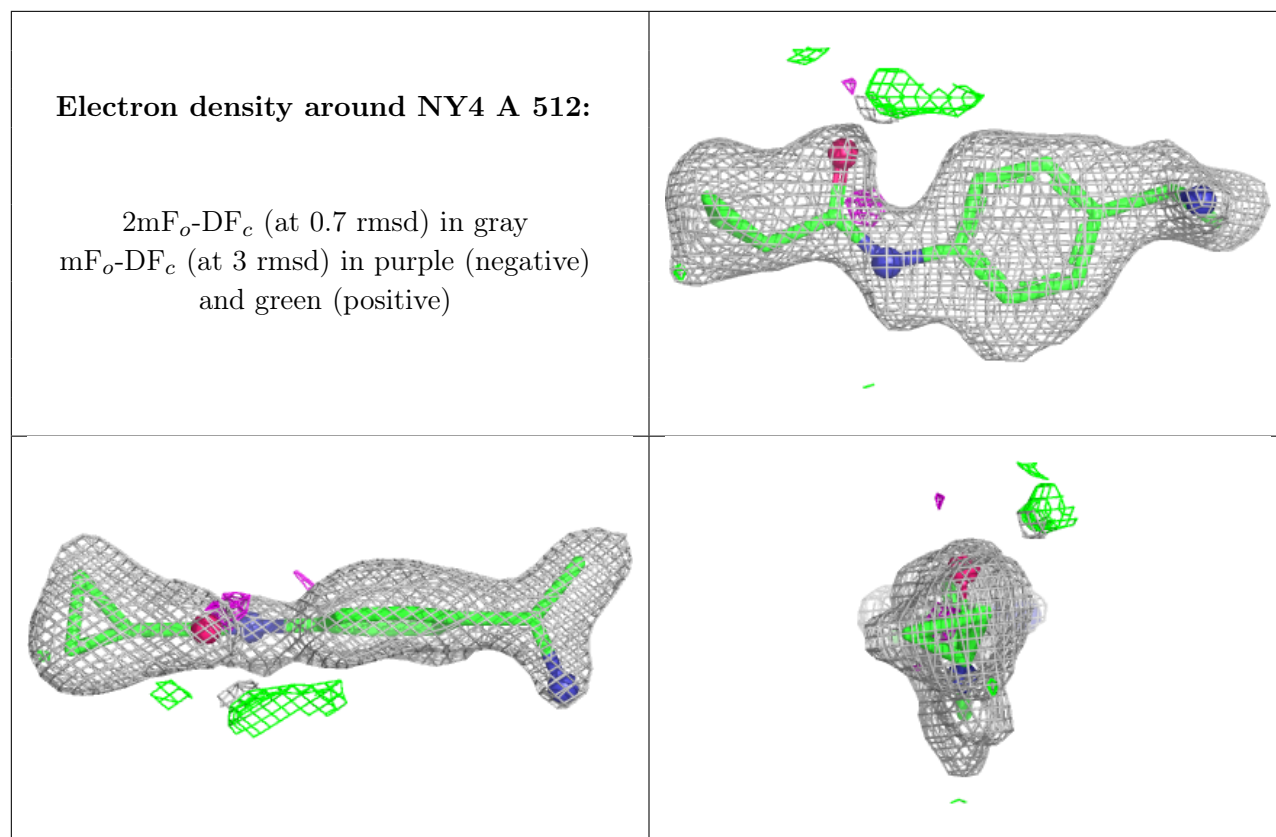 Electron density around NY4 A 512:
2mFo-DFc (at 0.7 rmsd) in gray
mFo-DFc (at 3 rmsd) in purple (negative)
and green (positive)